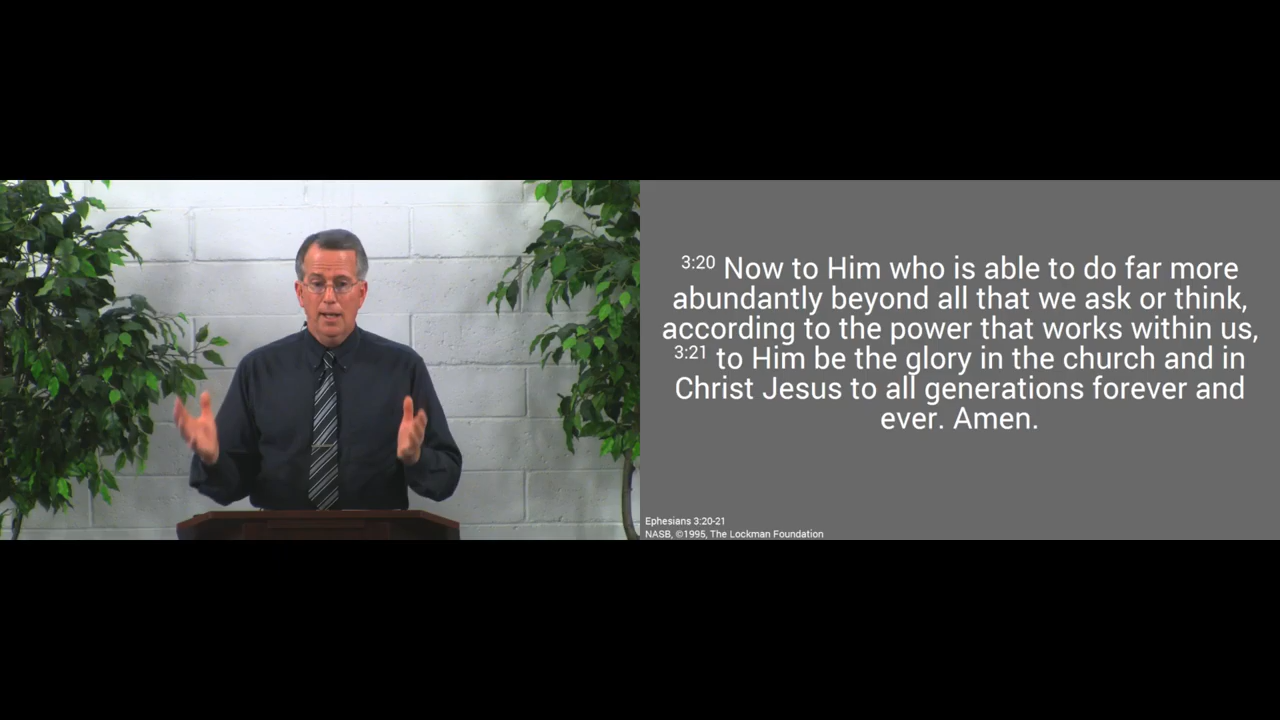 3:20 Now to Him who is able to do far more
abundantly beyond all that we ask or think,
according to the power that works within us,
3:21 to Him be the glory in the church and in
Christ Jesus to all generations forever and
ever. Amen.
Ephesians 3:20-21
NASB, ©1995, The Lockman Foundation